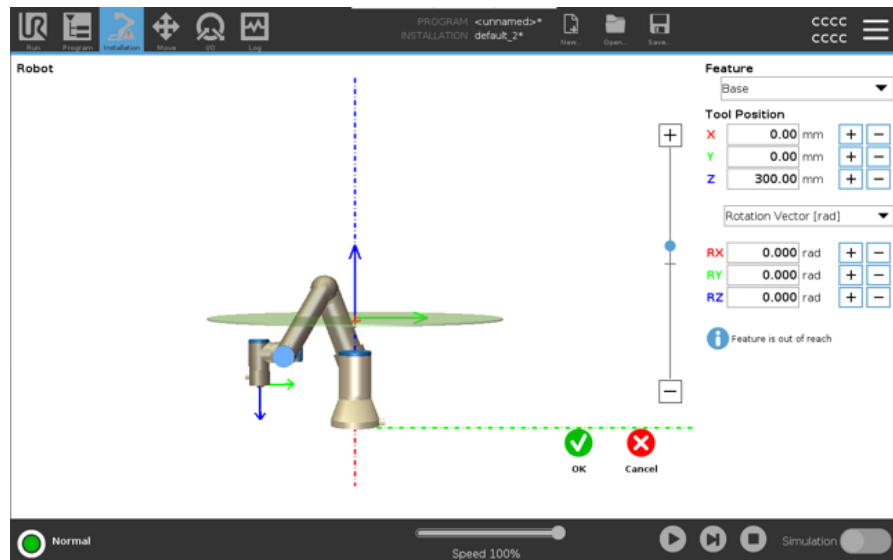 PROGRAM <unnamed>*
INSTALLATION default_2*
UR
Run
Program
Installation
Move
I/O
Log
New...
Open...
Save...
cccc
cccc
Robot
Feature
Base
Tool Position
X 0.00 mm + −
Y 0.00 mm + −
Z 300.00 mm + −
Rotation Vector [rad]
RX 0.000 rad + −
RY 0.000 rad + −
RZ 0.000 rad + −
Feature is out of reach
+
−
OK
Cancel
Normal
Speed 100%
Simulation